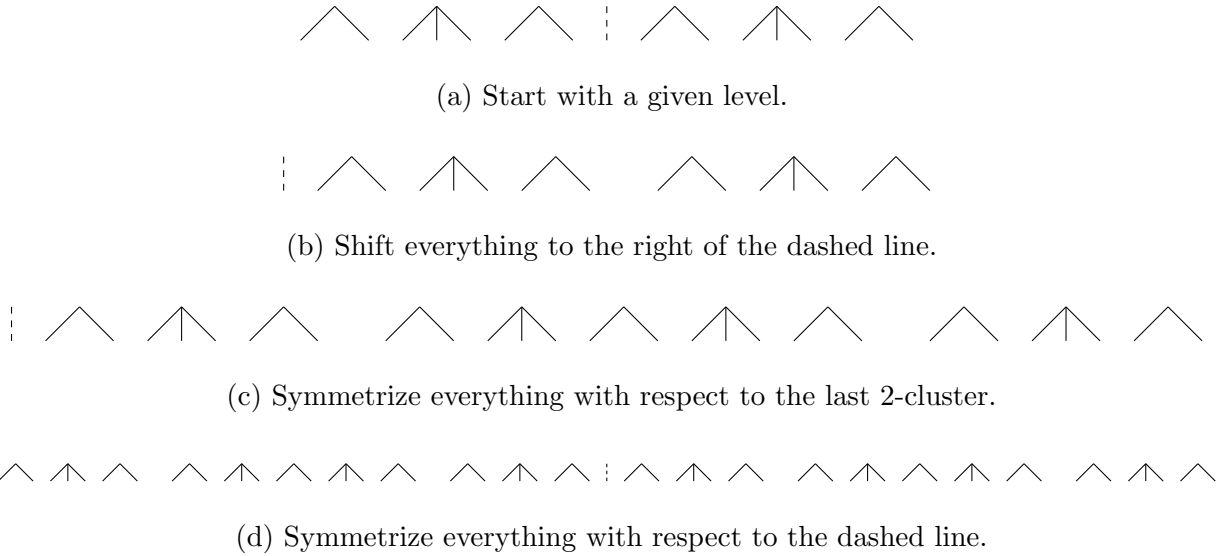 (a) Start with a given level.
(b) Shift everything to the right of the dashed line.
(c) Symmetrize everything with respect to the last 2-cluster.
(d) Symmetrize everything with respect to the dashed line.